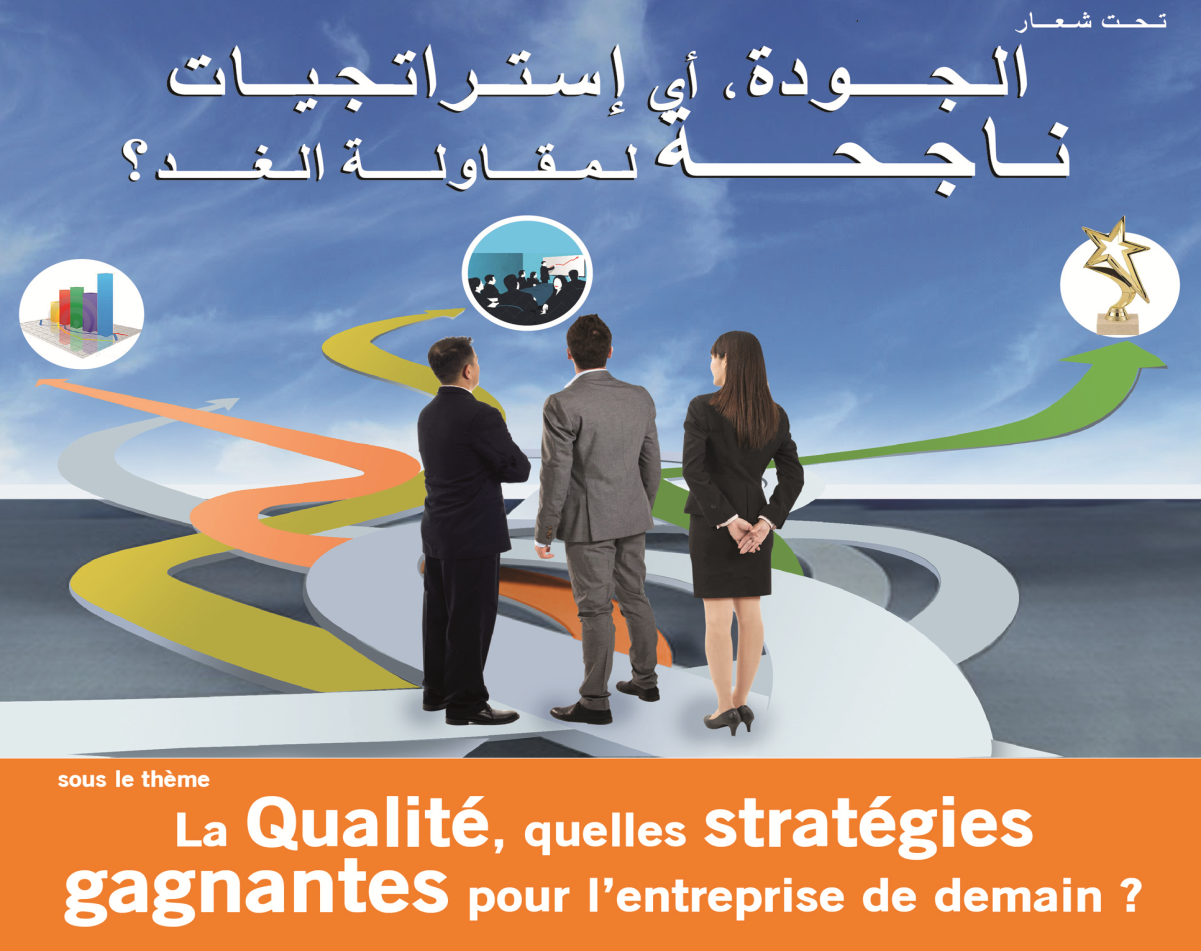 تحت شعار
الجودة، أي إستراتجيات
ناجحة لمقاولة الغد؟
sous le thème
La Qualité, quelles stratégies
gagnantes pour l’entreprise de demain ?